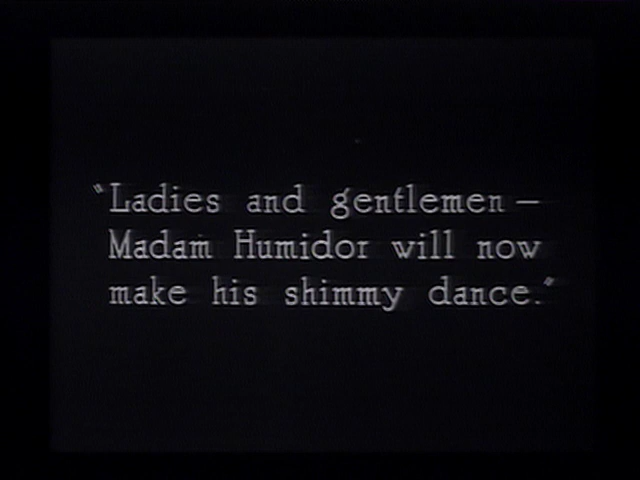 "Ladies and gentlemen —
Madam Humidor will now
make his shimmy dance."